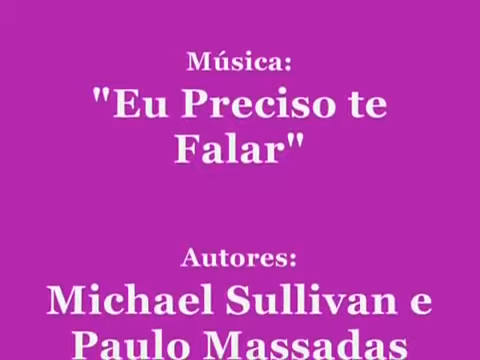 Música:
"Eu Preciso te
Falar"
Autores:
Michael Sullivan e
Paulo Massadas